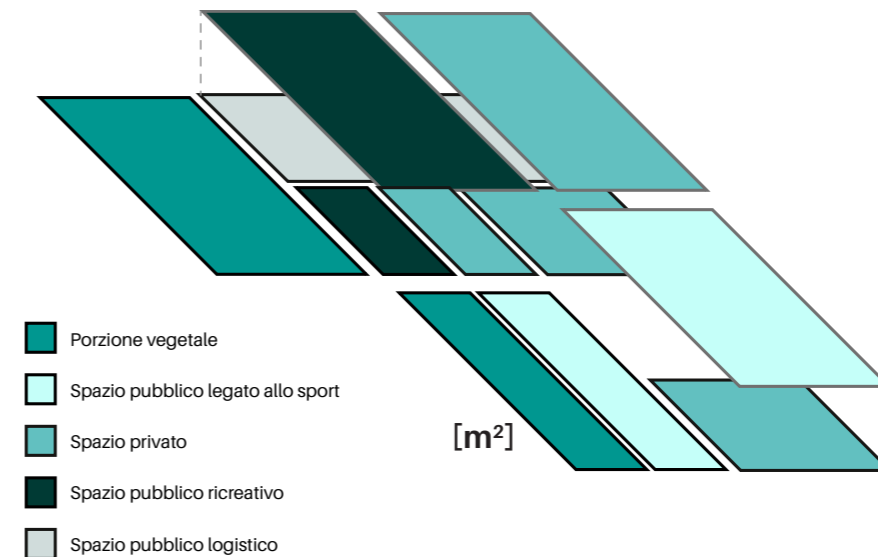 Porzione vegetale
Spazio pubblico legato allo sport
Spazio privato
[m²]
Spazio pubblico ricreativo
Spazio pubblico logistico